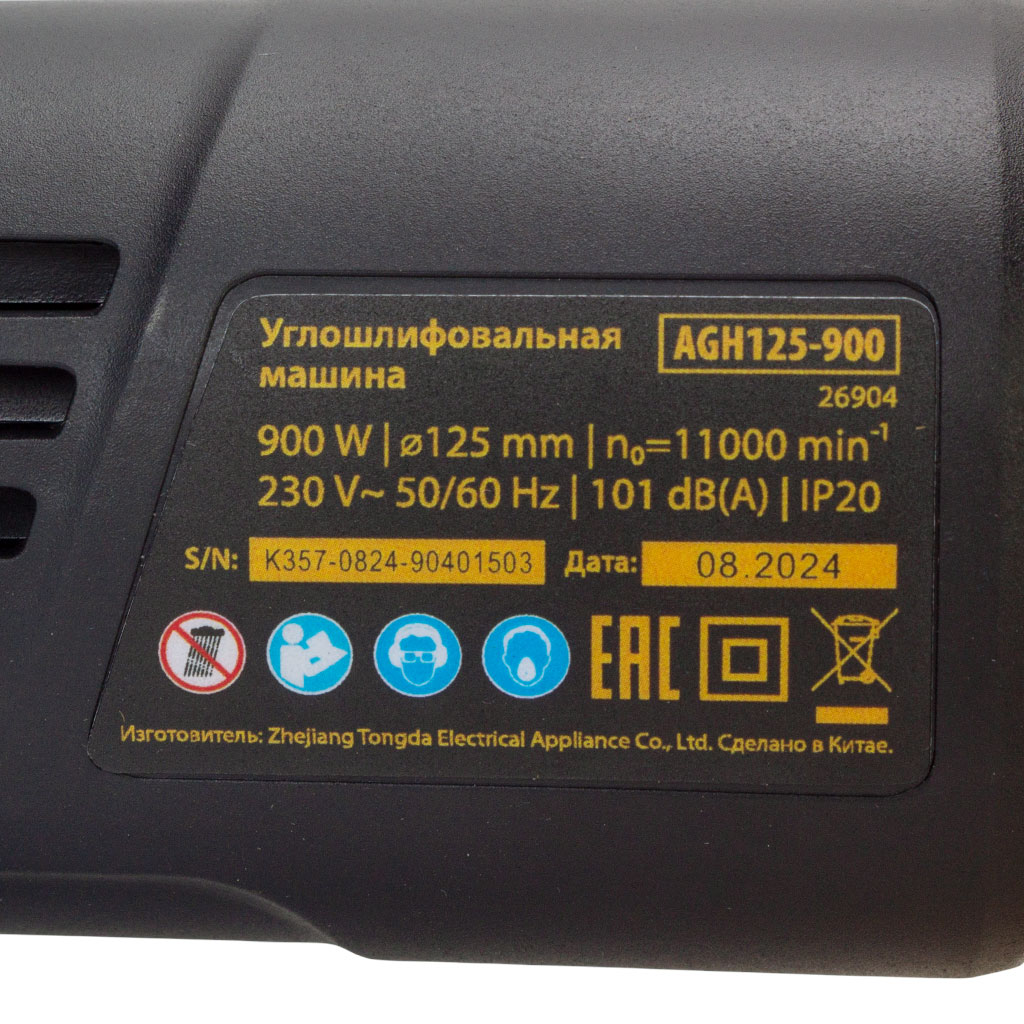 Углошлифовальная
машина
AGH125-900
26904
900 W | ⌀125 mm | n₀=11000 min⁻¹
230 V~ 50/60 Hz | 101 dB(A) | IP20
S/N: K357-0824-90401503 Дата: 08.2024
EAC
Изготовитель: Zhejiang Tongda Electrical Appliance Co., Ltd. Сделано в Китае.